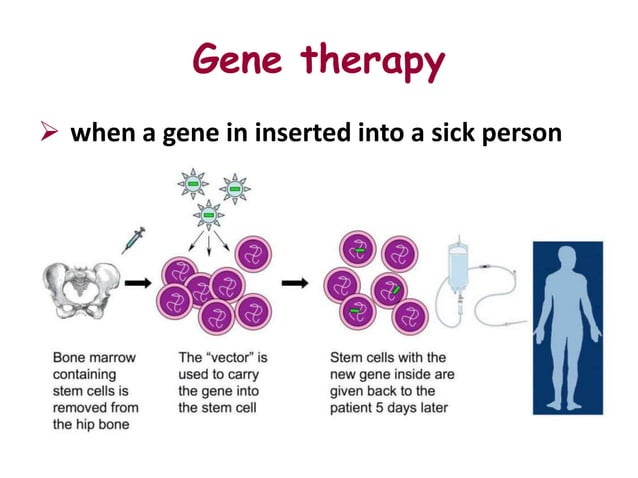 Gene therapy
➢ when a gene in inserted into a sick person
Bone marrow
containing
stem cells is
removed from
the hip bone
The “vector” is
used to carry
the gene into
the stem cell
Stem cells with the
new gene inside are
given back to the
patient 5 days later